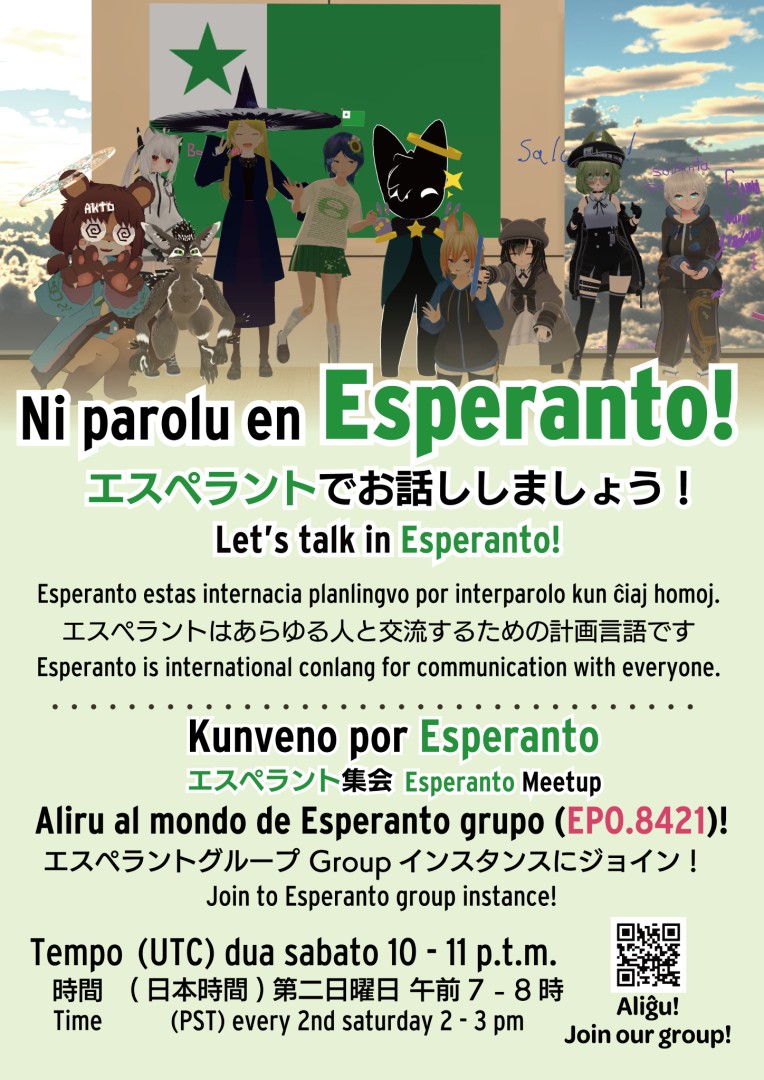 AKTO
Ni parolu en Esperanto!
エスペラントでお話ししましょう！
Let's talk in Esperanto!
Esperanto estas internacia planlingvo por interparolo kun ĉiaj homoj.
エスペラントはあらゆる人と交流するための計画言語です
Esperanto is international conlang for communication with everyone.
Kunveno por Esperanto
エスペラント集会 Esperanto Meetup
Aliru al mondo de Esperanto grupo (EPO.8421)!
エスペラントグループ Group インスタンスにジョイン！
Join to Esperanto group instance!
Tempo (UTC) dua sabato 10 - 11 p.t.m.
時間 (日本時間) 第二日曜日 午前 7 - 8 時
Time (PST) every 2nd saturday 2 - 3 pm
Aliĝu!
Join our group!